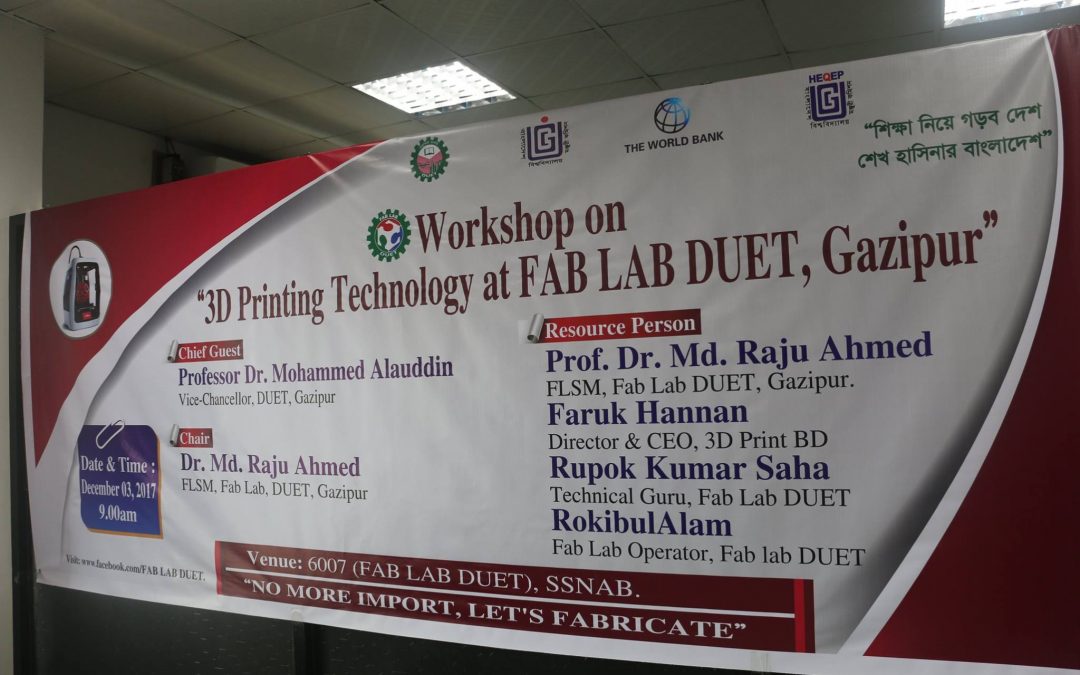 THE WORLD BANK
HEQEP
"শিক্ষা নিয়ে গড়ব দেশ
শেখ হাসিনার বাংলাদেশ"
FAB LAB
DUET
Workshop on
"3D Printing Technology at FAB LAB DUET, Gazipur"
Chief Guest
Professor Dr. Mohammed Alauddin
Vice-Chancellor, DUET, Gazipur
Chair
Dr. Md. Raju Ahmed
FLSM, Fab Lab, DUET, Gazipur
Date & Time :
December 03, 2017
9.00am
Resource Person
Prof. Dr. Md. Raju Ahmed
FLSM, Fab Lab DUET, Gazipur.
Faruk Hannan
Director & CEO, 3D Print BD
Rupok Kumar Saha
Technical Guru, Fab Lab DUET
RokibulAlam
Fab Lab Operator, Fab lab DUET
Visit: www.facebook.com/FAB LAB DUET.
Venue: 6007 (FAB LAB DUET), SSNAB.
"NO MORE IMPORT, LET'S FABRICATE"